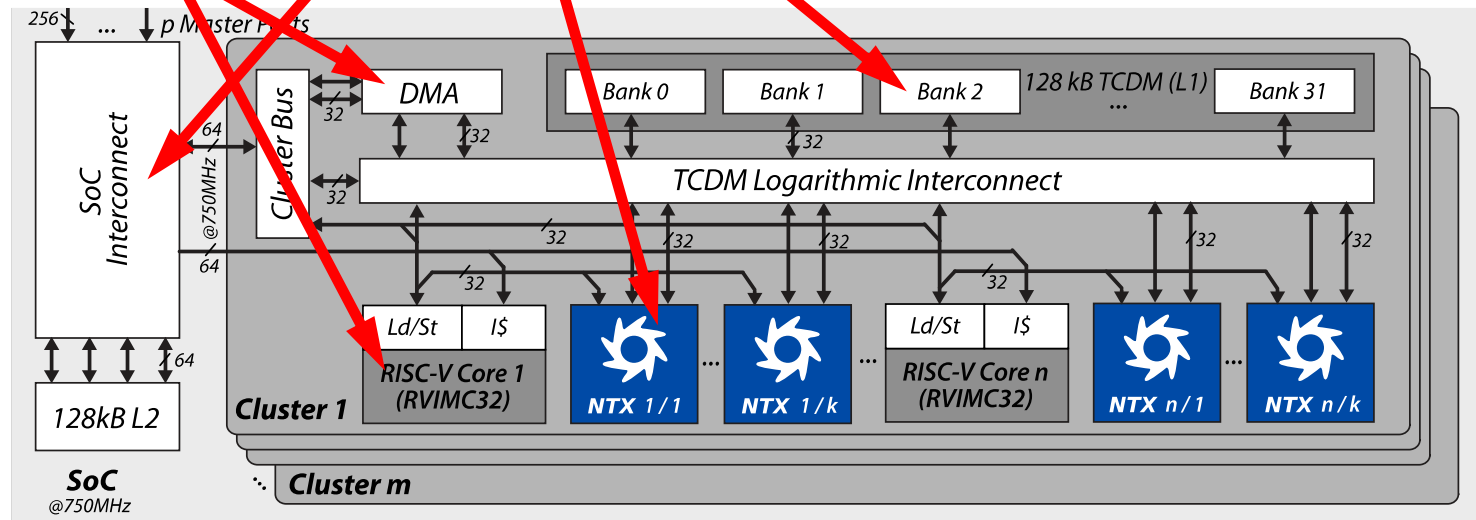 256
...
p Master Ports
SoC
Interconnect
64
@750MHz
64
64
128kB L2
SoC
@750MHz
Cluster Bus
32
DMA
32
32
Bank 0
Bank 1
Bank 2
128 kB TCDM (L1)
...
Bank 31
32
TCDM Logarithmic Interconnect
32
32
32
32
32
32
32
Ld/St
I$
RISC-V Core 1
(RVIMC32)
NTX 1/1
...
NTX 1/k
...
Ld/St
I$
RISC-V Core n
(RVIMC32)
NTX n/1
...
NTX n/k
Cluster 1
...
Cluster m